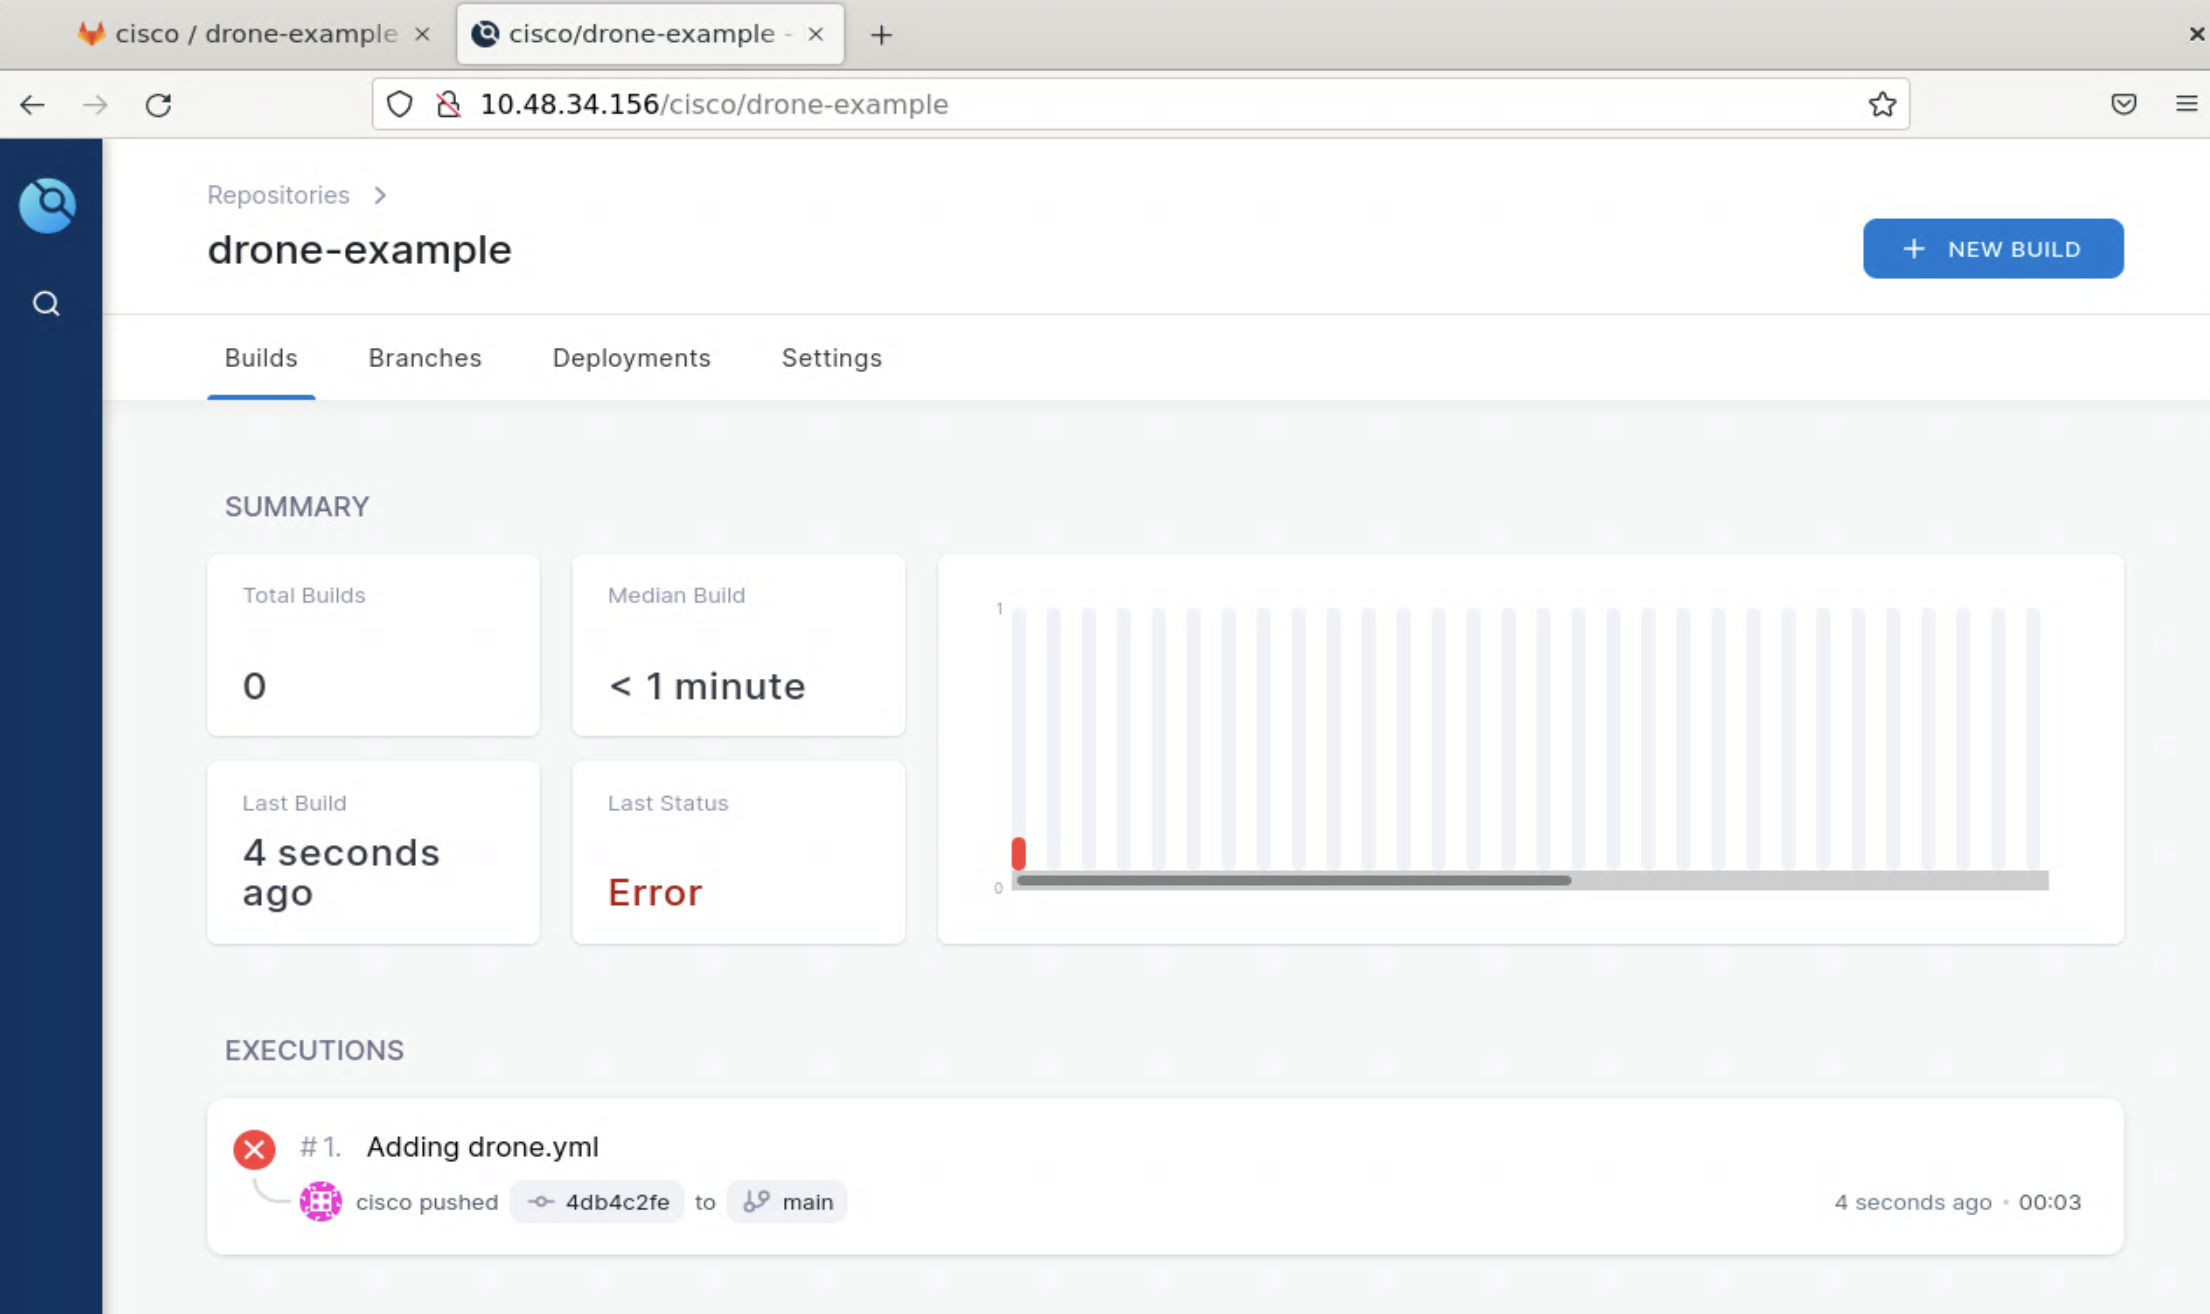 cisco / drone-example
cisco/drone-example -
10.48.34.156/cisco/drone-example
Repositories
drone-example
NEW BUILD
Builds Branches Deployments Settings
SUMMARY
Total Builds
0
Median Build
< 1 minute
Last Build
4 seconds
ago
Last Status
Error
1
0
EXECUTIONS
#1. Adding drone.yml
cisco pushed 4db4c2fe to main
4 seconds ago • 00:03